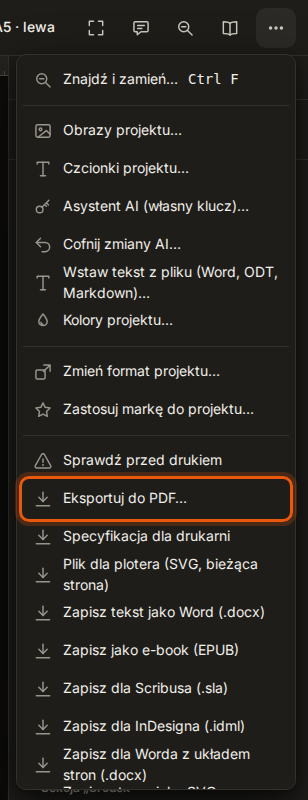 A5 · lewa
Znajdź i zamień... Ctrl F
Obrazy projektu...
Czcionki projektu...
Asystent AI (własny klucz)...
Cofnij zmiany AI...
Wstaw tekst z pliku (Word, ODT,
Markdown)...
Kolory projektu...
Zmień format projektu...
Zastosuj markę do projektu...
Sprawdź przed drukiem
Eksportuj do PDF...
Specyfikacja dla drukarni
Plik dla plotera (SVG, bieżąca
strona)
Zapisz tekst jako Word (.docx)
Zapisz jako e-book (EPUB)
Zapisz dla Scribusa (.sla)
Zapisz dla InDesigna (.idml)
Zapisz dla Worda z układem
stron (.docx)